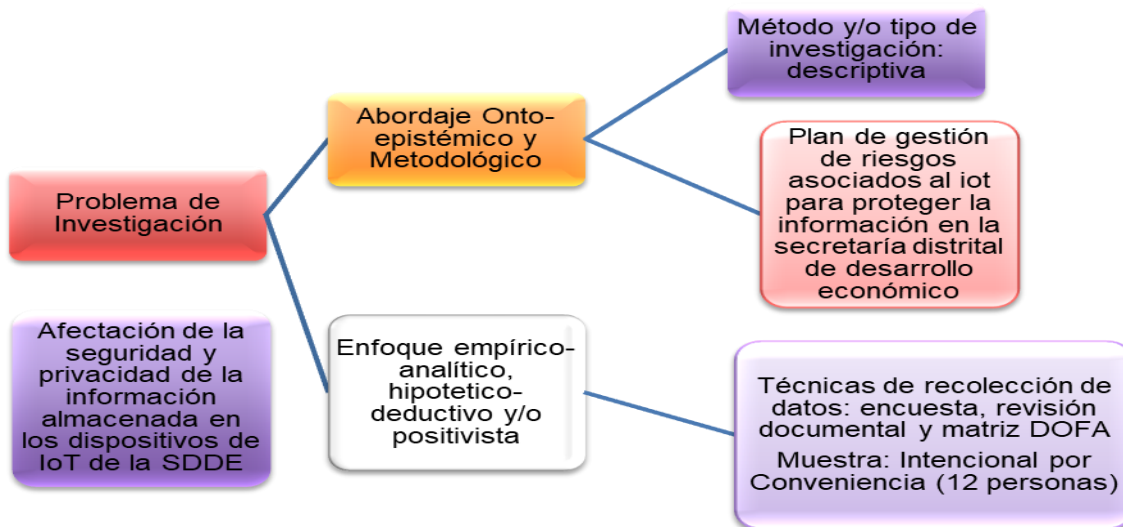 Problema de
Investigación
Afectación de la
seguridad y
privacidad de la
información
almacenada en
los dispositivos de
IoT de la SDDE
Abordaje Onto-
epistémico y
Metodológico
Enfoque empírico-
analítico,
hipotetico-
deductivo y/o
positivista
Método y/o tipo de
investigación:
descriptiva
Plan de gestión
de riesgos
asociados al iot
para proteger la
información en la
secretaría distrital
de desarrollo
económico
Técnicas de recolección de
datos: encuesta, revisión
documental y matriz DOFA
Muestra: Intencional por
Conveniencia (12 personas)